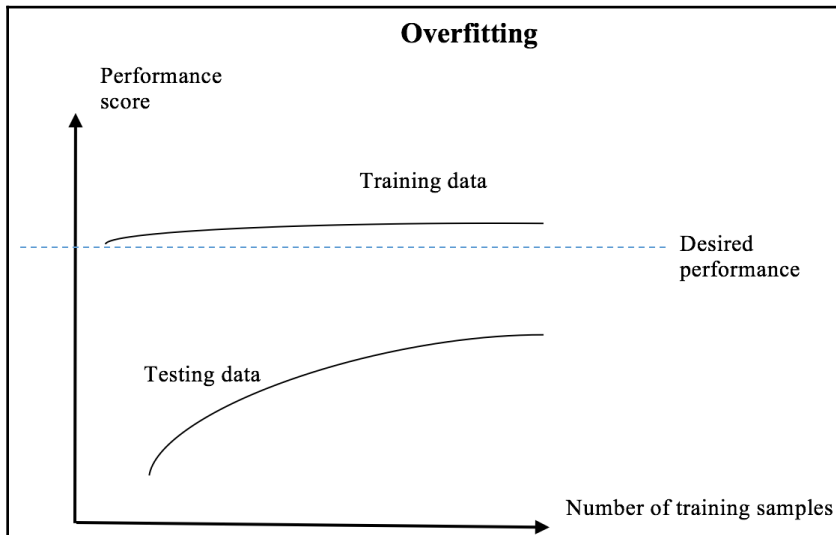 Overfitting
Performance
score
Training data
Desired
performance
Testing data
Number of training samples